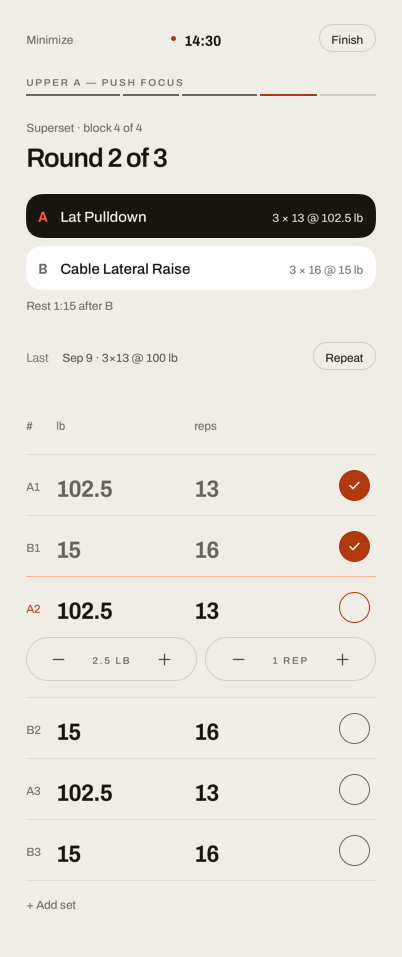 Minimize 14:30 Finish
UPPER A — PUSH FOCUS
Superset · block 4 of 4
Round 2 of 3
A Lat Pulldown 3 × 13 @ 102.5 lb
B Cable Lateral Raise 3 × 16 @ 15 lb
Rest 1:15 after B
Last Sep 9 · 3×13 @ 100 lb Repeat
# lb reps
A1 102.5 13
B1 15 16
A2 102.5 13
− 2.5 LB + − 1 REP +
B2 15 16
A3 102.5 13
B3 15 16
+ Add set